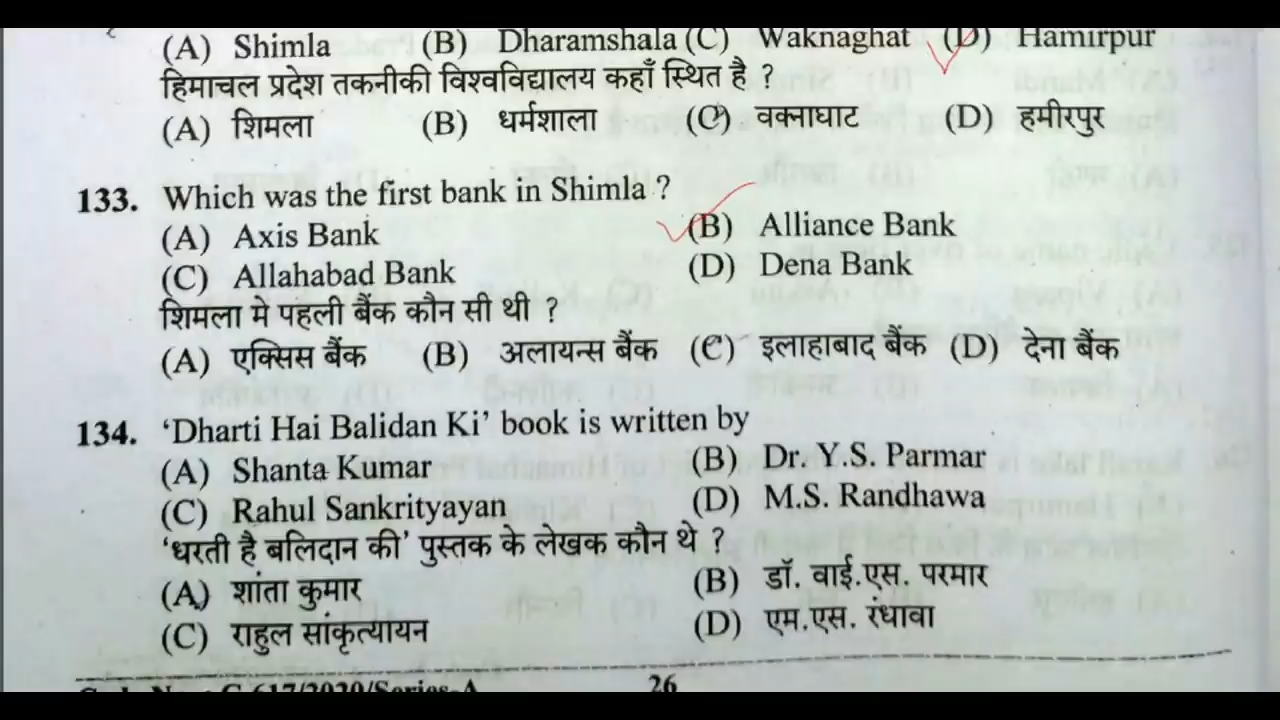 (A) Shimla (B) Dharamshala (C) Waknaghat (D) Hamirpur
हिमाचल प्रदेश तकनीकी विश्वविद्यालय कहाँ स्थित है ?
(A) शिमला (B) धर्मशाला (C) वक्नाघाट (D) हमीरपुर
133. Which was the first bank in Shimla ?
(A) Axis Bank (B) Alliance Bank
(C) Allahabad Bank (D) Dena Bank
शिमला मे पहली बैंक कौन सी थी ?
(A) एक्सिस बैंक (B) अलायन्स बैंक (C) इलाहाबाद बैंक (D) देना बैंक
134. ‘Dharti Hai Balidan Ki’ book is written by
(A) Shanta Kumar (B) Dr. Y.S. Parmar
(C) Rahul Sankrityayan (D) M.S. Randhawa
‘धरती है बलिदान की’ पुस्तक के लेखक कौन थे ?
(A) शांता कुमार (B) डॉ. वाई.एस. परमार
(C) राहुल सांकृत्यायन (D) एम.एस. रंधावा
26